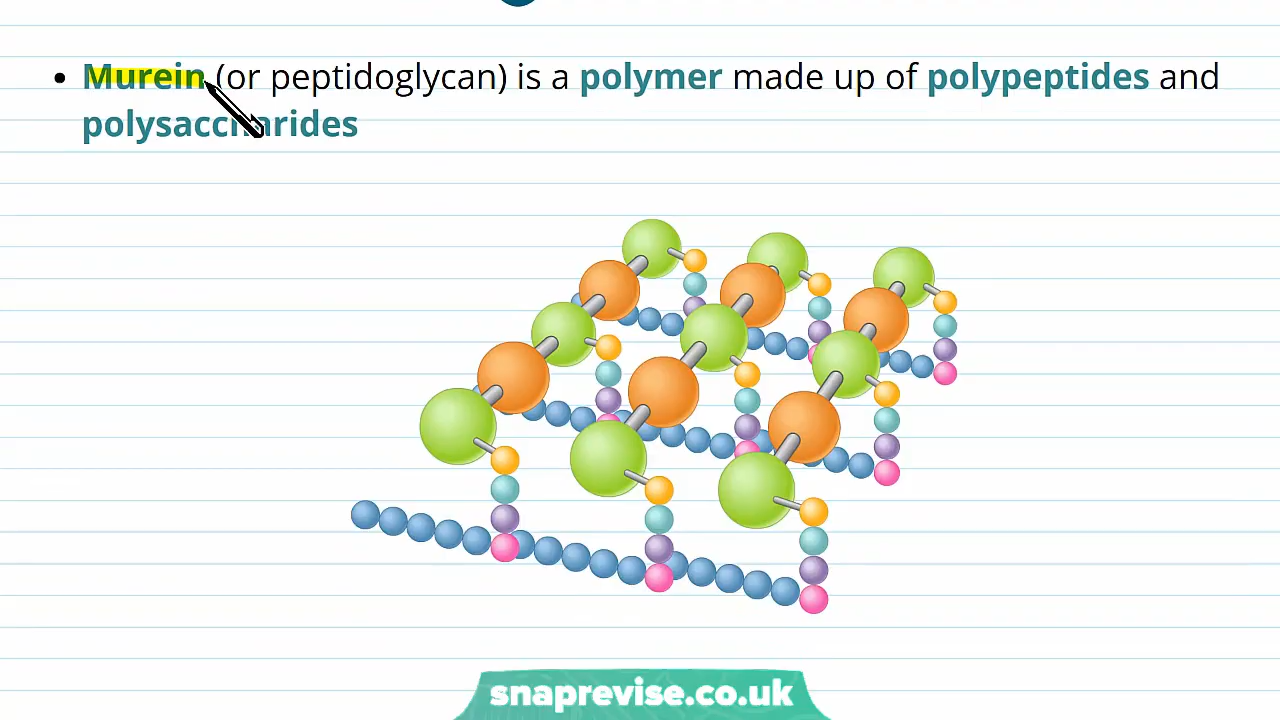 • Murein (or peptidoglycan) is a polymer made up of polypeptides and
polysaccharides
snaprevise.co.uk